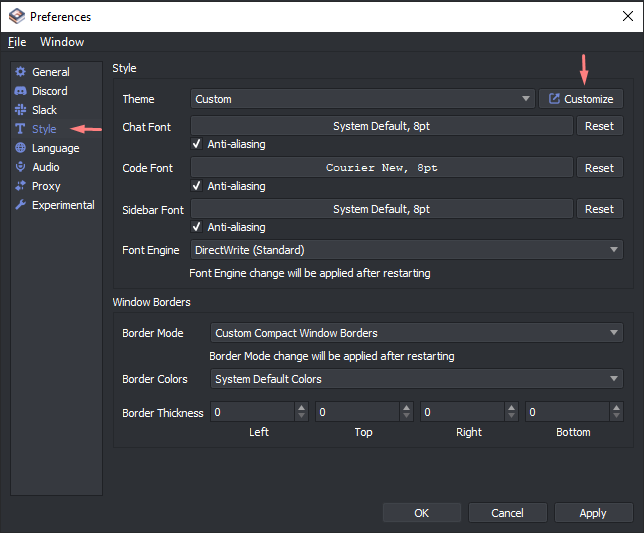 Preferences
File Window
General
Discord
Slack
Style
Language
Audio
Proxy
Experimental
Style
Theme Custom Customize
Chat Font System Default, 8pt Reset
Anti-aliasing
Code Font Courier New, 8pt Reset
Anti-aliasing
Sidebar Font System Default, 8pt Reset
Anti-aliasing
Font Engine DirectWrite (Standard)
Font Engine change will be applied after restarting
Window Borders
Border Mode Custom Compact Window Borders
Border Mode change will be applied after restarting
Border Colors System Default Colors
Border Thickness 0 0 0 0
Left Top Right Bottom
OK Cancel Apply